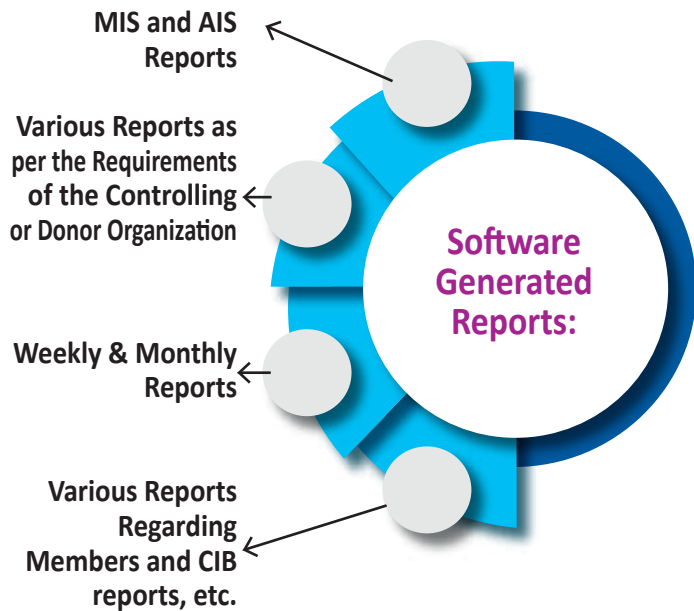 MIS and AIS
Reports
Various Reports as
per the Requirements
of the Controlling
or Donor Organization
Software
Generated
Reports:
Weekly & Monthly
Reports
Various Reports
Regarding
Members and CIB
reports, etc.